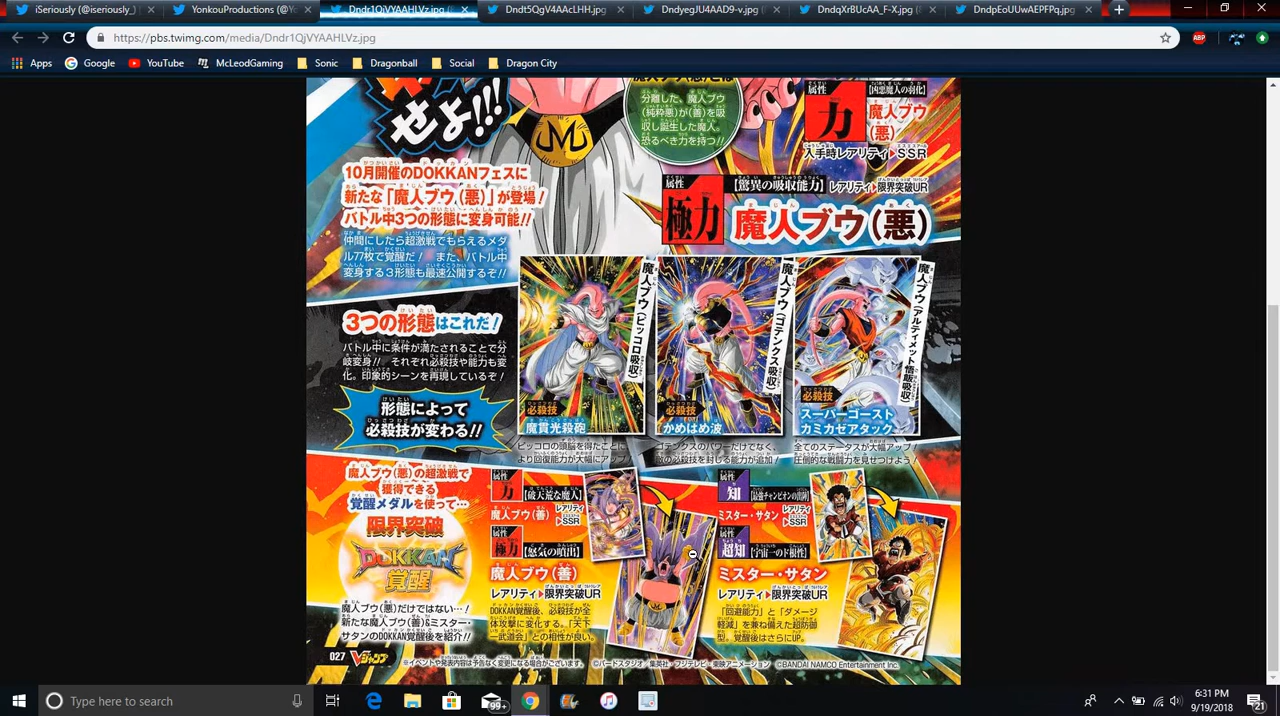 iSeriously (@iseriously_)
YonkouProductions (@Yo
Dndr1QjVYAAHLVz.jpg (
Dndt5QgV4AAcLHH.jpg
DndyegJU4AAD9-v.jpg (
DndqXrBUcAA_F-X.jpg (
DndpEoUUwAEPFPq.jpg
https://pbs.twimg.com/media/Dndr1QjVYAAHLVz.jpg
ABP
Apps
Google
YouTube
McLeodGaming
Sonic
Dragonball
Social
Dragon City
せよ!!!
分離した、魔人ブウ
(純粋悪)が(善)を吸
収し誕生した魔人。
恐るべき力を持つ!!
属性
力
【凶悪魔人の弱化】
魔人ブウ
(悪)
入手時レアリティ▶SSR
10月開催のDOKKANフェスに
新たな「魔人ブウ(悪)」が登場!
バトル中3つの形態に変身可能!!
仲間にしたら超激戦でもらえるメダ
ル77枚で覚醒だ! また、バトル中
変身する3形態も最速公開するぞ!!
属性
極力
【驚異の吸収能力】
レアリティ▶限界突破UR
魔人ブウ(悪)
3つの形態はこれだ!
バトル中に条件が満たされることで分
岐変身!! それぞれ必殺技や能力も変
化。印象的シーンを再現しているぞ!
形態によって
必殺技が変わる!!
魔人ブウ(ピッコロ吸収)
必殺技
魔貫光殺砲
ピッコロの頭脳を得たことに
より回復能力が大幅にアップ
魔人ブウ(ゴテンクス吸収)
必殺技
かめはめ波
ゴテンクスのパワーだけでなく、
敵の必殺技を封じる能力が追加!
魔人ブウ(アルティメット悟飯吸収)
必殺技
スーパーゴースト
カミカゼアタック
全てのステータスが大幅アップ!
圧倒的な戦闘力を見せつけよう!
魔人ブウ(悪)の超激戦で
獲得できる
覚醒メダルを使って…
限界突破
DOKKAN
覚醒
魔人ブウ(悪)だけではない…!
新たな魔人ブウ(善)&ミスター・
サタンのDOKKAN覚醒後を紹介!!
属性
力
【破天荒な魔人】
魔人ブウ(善)
レアリティ
▶SSR
属性
極力
【怒気の噴出】
魔人ブウ(善)
レアリティ▶限界突破UR
DOKKAN覚醒後、必殺技が全
体攻撃に変化する。「天下
一武道会」との相性が良い。
属性
知
ミスター・サタン
レアリティ
▶SSR
属性
超知
【宇宙一のド根性】
ミスター・サタン
レアリティ▶限界突破UR
「回避能力」と「ダメージ
軽減」を兼ね備えた超防御
型。覚醒後はさらにUP。
027 Vジャンプ
※イベントや発表内容は予告なく変更になる場合がございます。
©バードスタジオ/集英社・フジテレビ・東映アニメーション ©BANDAI NAMCO Entertainment Inc.
Type here to search
99+
6:31 PM
9/19/2018
21